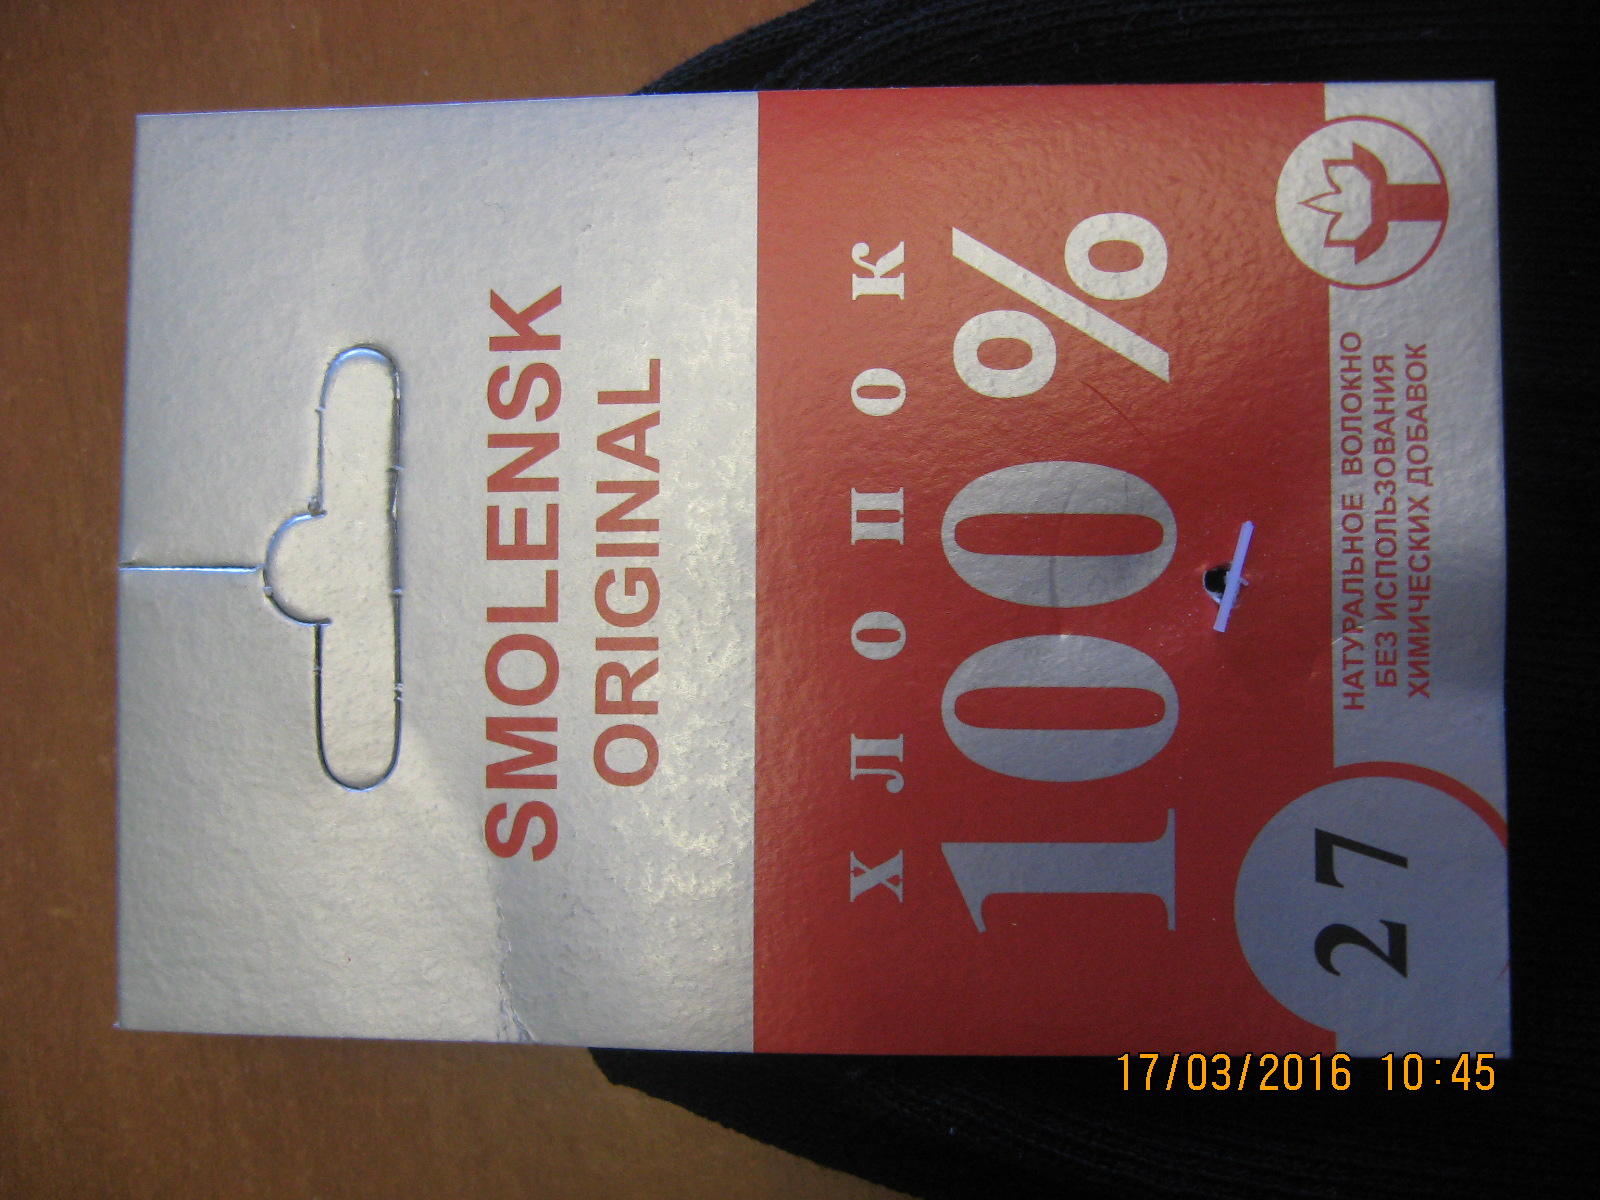 SMOLENSK
ORIGINAL
ХЛОПОК
100%
НАТУРАЛЬНОЕ ВОЛОКНО
БЕЗ ИСПОЛЬЗОВАНИЯ
ХИМИЧЕСКИХ ДОБАВОК
27
17/03/2016 10:45